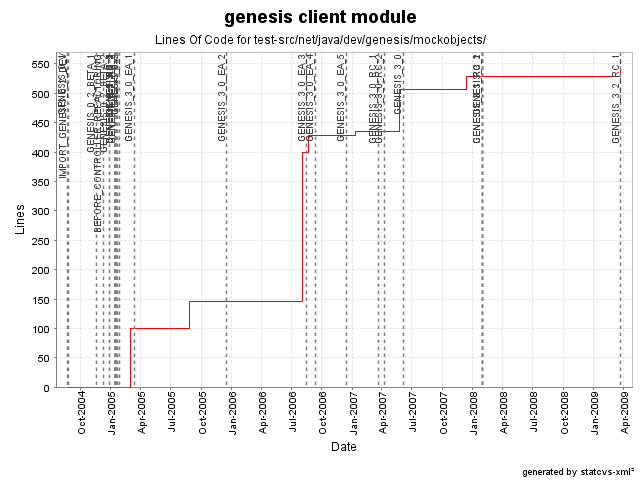 genesis client module
Lines Of Code for test-src/net/java/dev/genesis/mockobjects/
Lines
550
500
450
400
350
300
250
200
150
100
50
0
BEFORE_CONTROLLER_REFACTORING
GENESIS_3_0_EA_1
GENESIS_3_0_EA_2
GENESIS_3_0_EA_3
GENESIS_3_0_EA_4
GENESIS_3_0_EA_5
GENESIS_3_0
GENESIS_3_2_RC_1
Oct-2004
Jan-2005
Apr-2005
Jul-2005
Oct-2005
Jan-2006
Apr-2006
Jul-2006
Oct-2006
Jan-2007
Apr-2007
Jul-2007
Oct-2007
Jan-2008
Apr-2008
Jul-2008
Oct-2008
Jan-2009
Apr-2009
Date
generated by statcvs-xml²